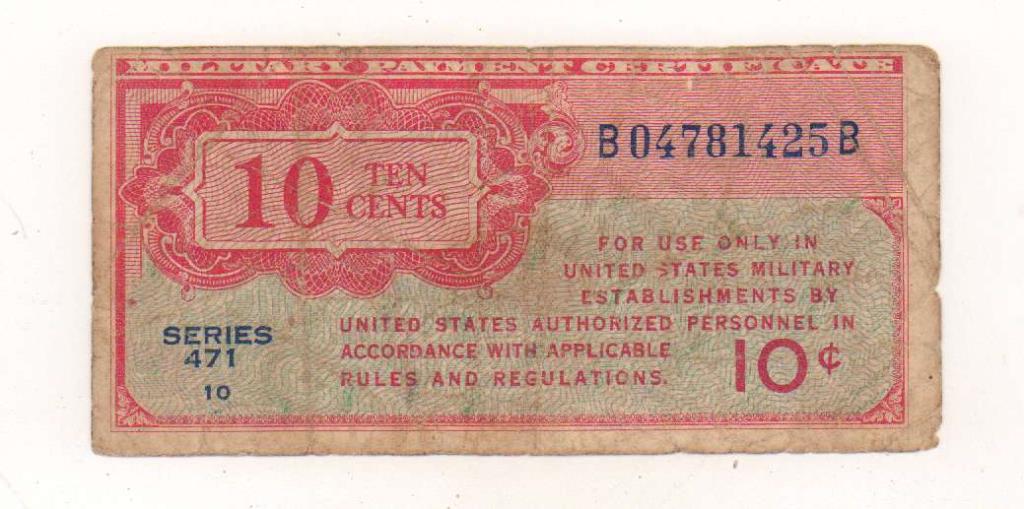 MILITARY PAYMENT CERTIFICATE
B04781425B
10 TEN CENTS
FOR USE ONLY IN
UNITED STATES MILITARY
ESTABLISHMENTS BY
UNITED STATES AUTHORIZED PERSONNEL IN
ACCORDANCE WITH APPLICABLE
RULES AND REGULATIONS.
10¢
SERIES
471
10